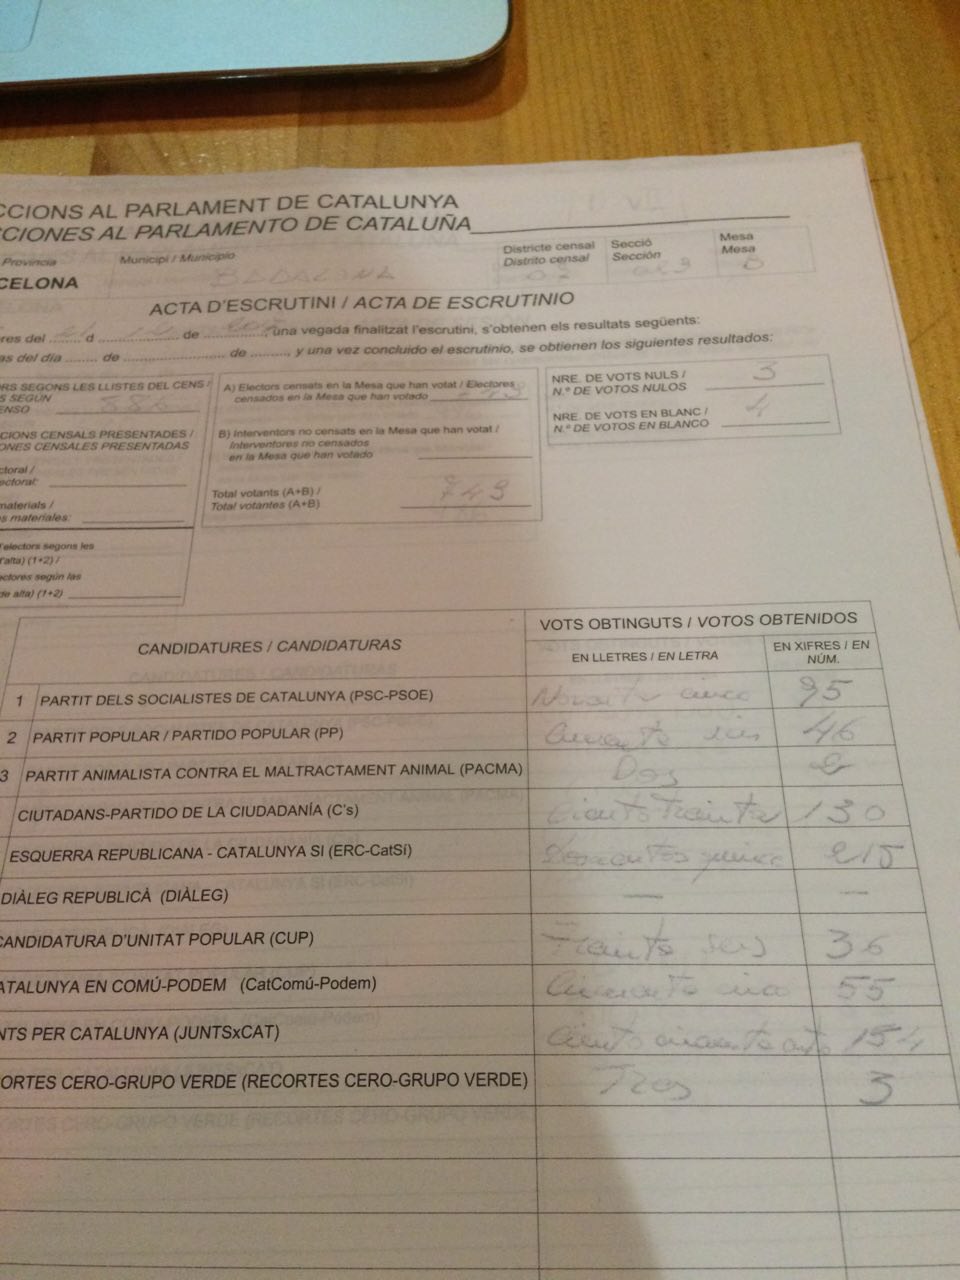 CCIONS AL PARLAMENT DE CATALUNYA
CCIONES AL PARLAMENTO DE CATALUÑA
Provincia
CELONA
Municipi / Municipio
BADALONA
Districte censal
Distrito censal
02
Secció
Sección
Mesa
Mesa
B
ACTA D'ESCRUTINI / ACTA DE ESCRUTINIO
res del 21 d 12 de una vegada finalitzat l'escrutini, s'obtenen els resultats següents:
as del día ...... de ............ de ........, y una vez concluido el escrutinio, se obtienen los siguientes resultados:
RS SEGONS LES LLISTES DEL CENS /
S SEGÚN
ENSO 886
CIONS CENSALS PRESENTADES /
ONES CENSALES PRESENTADAS
ctoral /
ectoral:
materials /
s materiales:
'electors segons les
'alta) (1+2) /
ectores según las
de alta) (1+2)
A) Electors censats en la Mesa que han votat / Electores
censados en la Mesa que han votado 743
B) Interventors no censats en la Mesa que han votat /
Interventores no censados
en la Mesa que han votado
Total votants (A+B) /
Total votantes (A+B) 743
NRE. DE VOTS NULS /
N.º DE VOTOS NULOS 3
NRE. DE VOTS EN BLANC /
N.º DE VOTOS EN BLANCO 4
CANDIDATURES / CANDIDATURAS
VOTS OBTINGUTS / VOTOS OBTENIDOS
EN LLETRES / EN LETRA
EN XIFRES / EN
NÚM.
1 PARTIT DELS SOCIALISTES DE CATALUNYA (PSC-PSOE) Noventa cinco 95
2 PARTIT POPULAR / PARTIDO POPULAR (PP) 46
3 PARTIT ANIMALISTA CONTRA EL MALTRACTAMENT ANIMAL (PACMA) Dos 2
CIUTADANS-PARTIDO DE LA CIUDADANÍA (C's) Ciento treinta 130
ESQUERRA REPUBLICANA - CATALUNYA SI (ERC-CatSí) Doscientos quince 215
DIÀLEG REPUBLICÀ (DIÀLEG) — —
CANDIDATURA D'UNITAT POPULAR (CUP) Treinta seis 36
ATALUNYA EN COMÚ-PODEM (CatComú-Podem) 55
NTS PER CATALUNYA (JUNTSxCAT) 154
ORTES CERO-GRUPO VERDE (RECORTES CERO-GRUPO VERDE) Tres 3